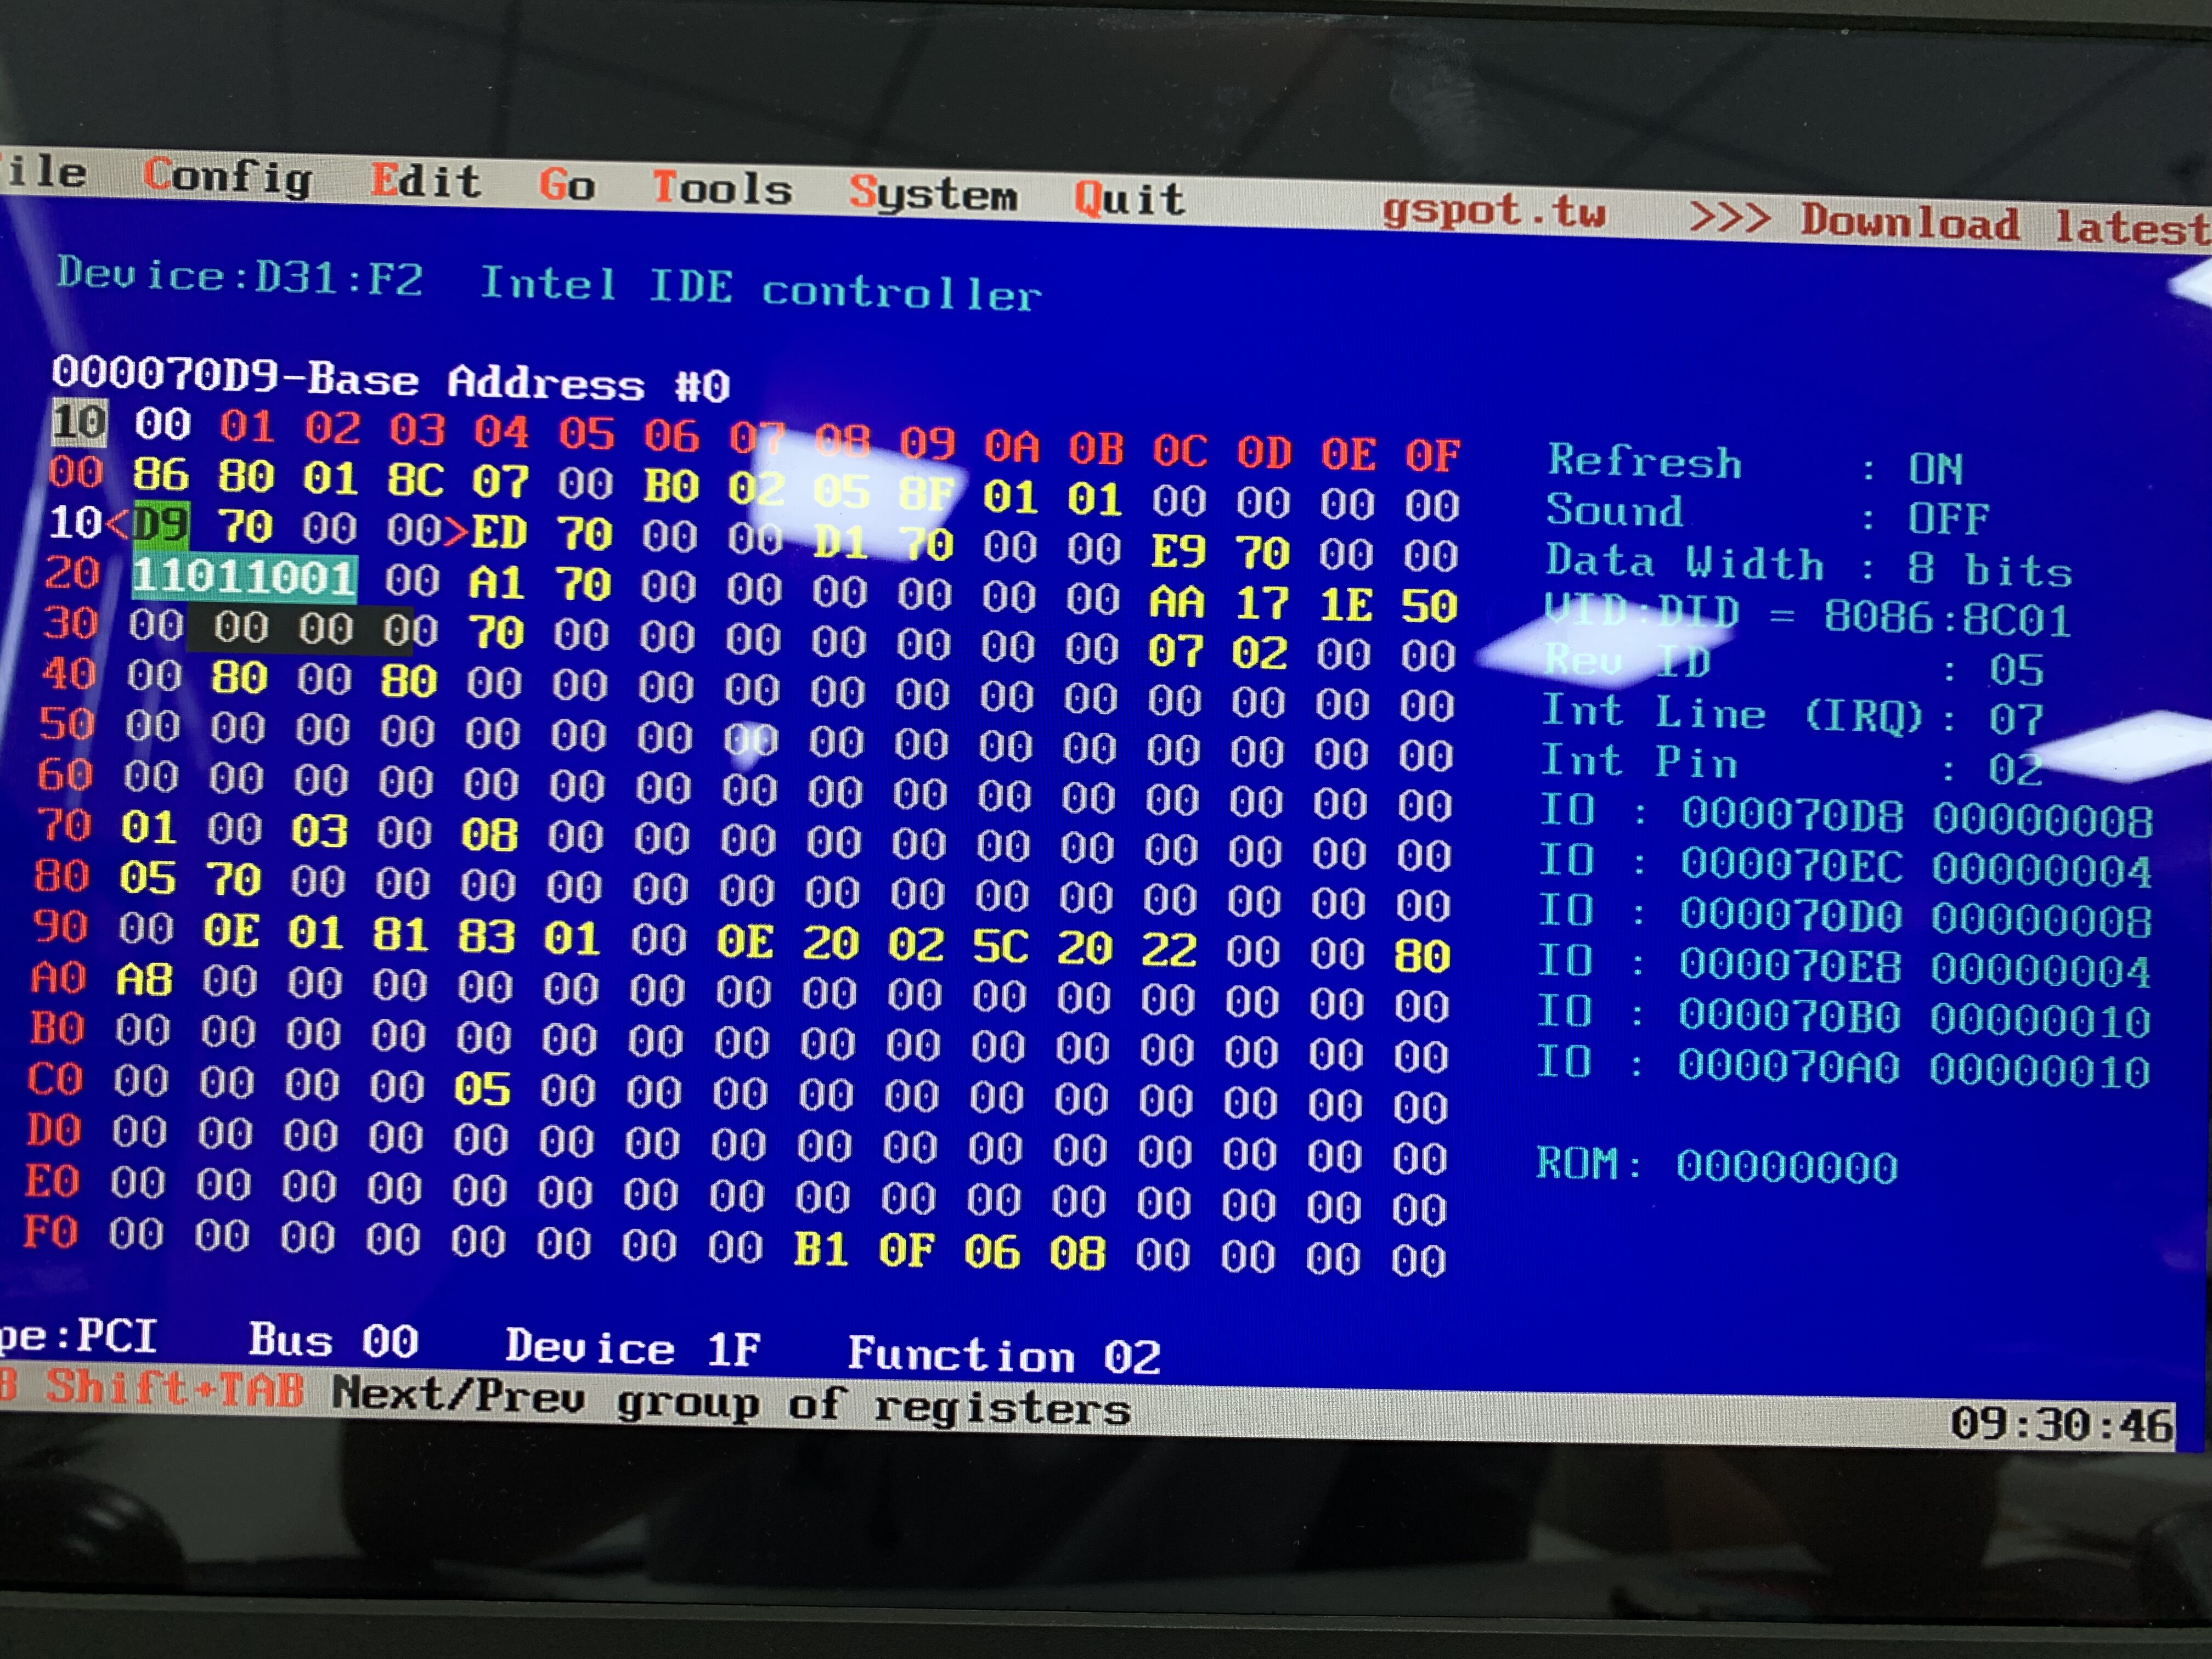 ile Config Edit Go Tools System Quit gspot.tw >>> Download latest
Device:D31:F2 Intel IDE controller
000070D9-Base Address #0
10 00 01 02 03 04 05 06 07 08 09 0A 0B 0C 0D 0E 0F
00 86 80 01 8C 07 00 B0 02 05 8F 01 01 00 00 00 00
10<D9 70 00 00>ED 70 00 00 D1 70 00 00 E9 70 00 00
20 11011001 00 A1 70 00 00 00 00 00 00 AA 17 1E 50
30 00 00 00 00 70 00 00 00 00 00 00 00 07 02 00 00
40 00 80 00 80 00 00 00 00 00 00 00 00 00 00 00 00
50 00 00 00 00 00 00 00 00 00 00 00 00 00 00 00 00
60 00 00 00 00 00 00 00 00 00 00 00 00 00 00 00 00
70 01 00 03 00 08 00 00 00 00 00 00 00 00 00 00 00
80 05 70 00 00 00 00 00 00 00 00 00 00 00 00 00 00
90 00 0E 01 81 83 01 00 0E 20 02 5C 20 22 00 00 80
A0 A8 00 00 00 00 00 00 00 00 00 00 00 00 00 00 00
B0 00 00 00 00 00 00 00 00 00 00 00 00 00 00 00 00
C0 00 00 00 00 05 00 00 00 00 00 00 00 00 00 00 00
D0 00 00 00 00 00 00 00 00 00 00 00 00 00 00 00 00
E0 00 00 00 00 00 00 00 00 00 00 00 00 00 00 00 00
F0 00 00 00 00 00 00 00 00 B1 0F 06 08 00 00 00 00
Refresh : ON
Sound : OFF
Data Width : 8 bits
VID:DID = 8086:8C01
Rev ID : 05
Int Line (IRQ) : 07
Int Pin : 02
IO : 000070D8 00000008
IO : 000070EC 00000004
IO : 000070D0 00000008
IO : 000070E8 00000004
IO : 000070B0 00000010
IO : 000070A0 00000010
ROM: 00000000
pe:PCI Bus 00 Device 1F Function 02
B Shift+TAB Next/Prev group of registers 09:30:46